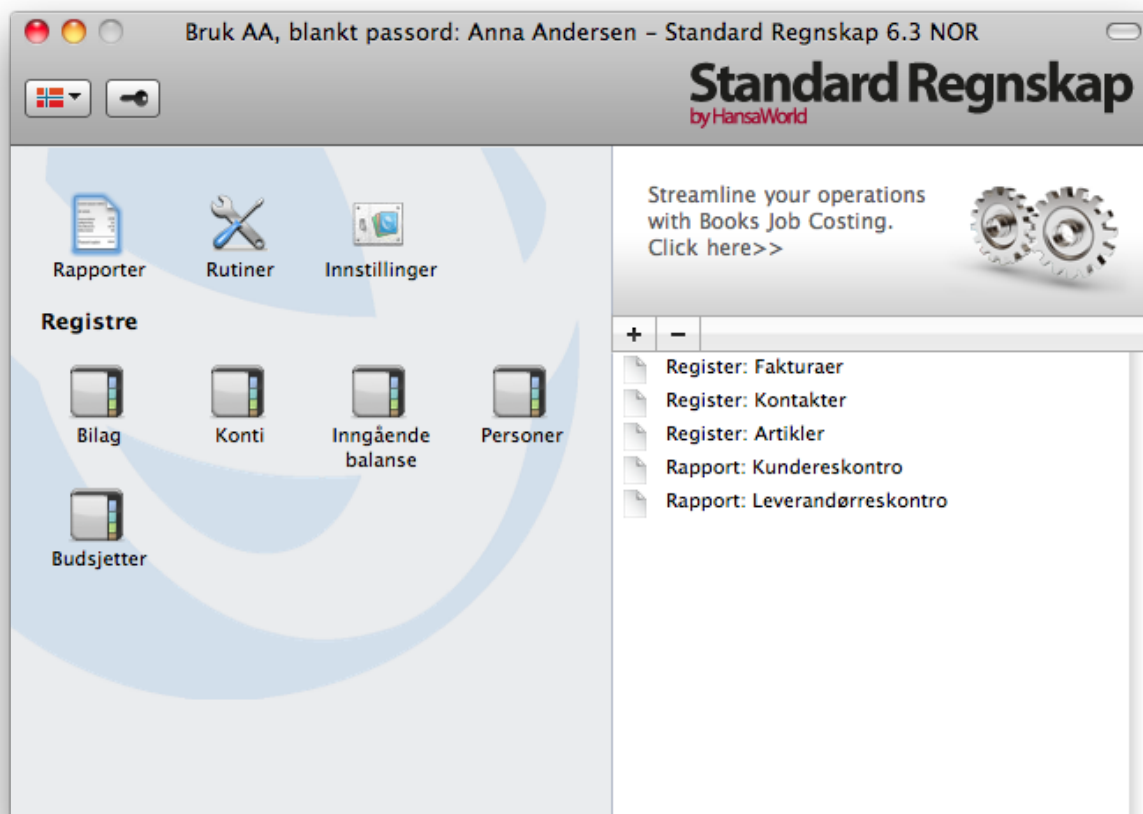 Bruk AA, blankt passord: Anna Andersen – Standard Regnskap 6.3 NOR
Standard Regnskap
by HansaWorld
Rapporter
Rutiner
Innstillinger
Registre
Bilag
Konti
Inngående
balanse
Personer
Budsjetter
Streamline your operations
with Books Job Costing.
Click here>>
+ −
Register: Fakturaer
Register: Kontakter
Register: Artikler
Rapport: Kundereskontro
Rapport: Leverandørreskontro